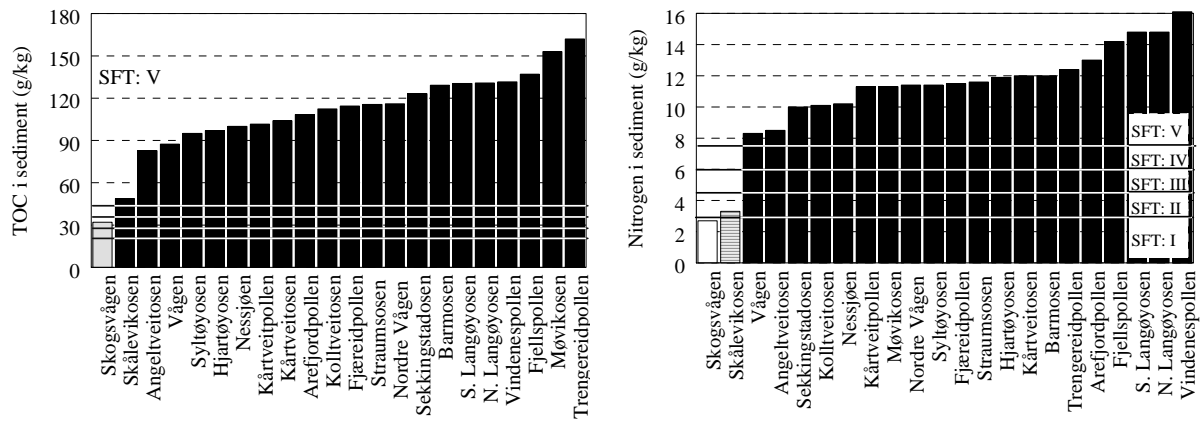 TOC i sediment (g/kg)
180
150
120
90
60
30
0
SFT: V
Skogsvågen
Skålevikosen
Angeltveitosen
Vågen
Syltøyosen
Hjartøyosen
Nessjøen
Kårtveitpollen
Kårtveitosen
Arefjordpollen
Kolltveitosen
Fjæreidpollen
Straumsosen
Nordre Vågen
Sekkingstadosen
Barmosen
S. Langøyosen
N. Langøyosen
Vindenespollen
Fjellspollen
Møvikosen
Trengereidpollen
Nitrogen i sediment (g/kg)
16
14
12
10
8
6
4
2
0
SFT: V
SFT: IV
SFT: III
SFT: II
SFT: I
Skogsvågen
Skålevikosen
Vågen
Angeltveitosen
Sekkingstadosen
Kolltveitosen
Nessjøen
Kårtveitpollen
Møvikosen
Nordre Vågen
Syltøyosen
Fjæreidpollen
Straumsosen
Hjartøyosen
Kårtveitosen
Barmosen
Trengereidpollen
Arefjordpollen
Fjellspollen
S. Langøyosen
N. Langøyosen
Vindenespollen